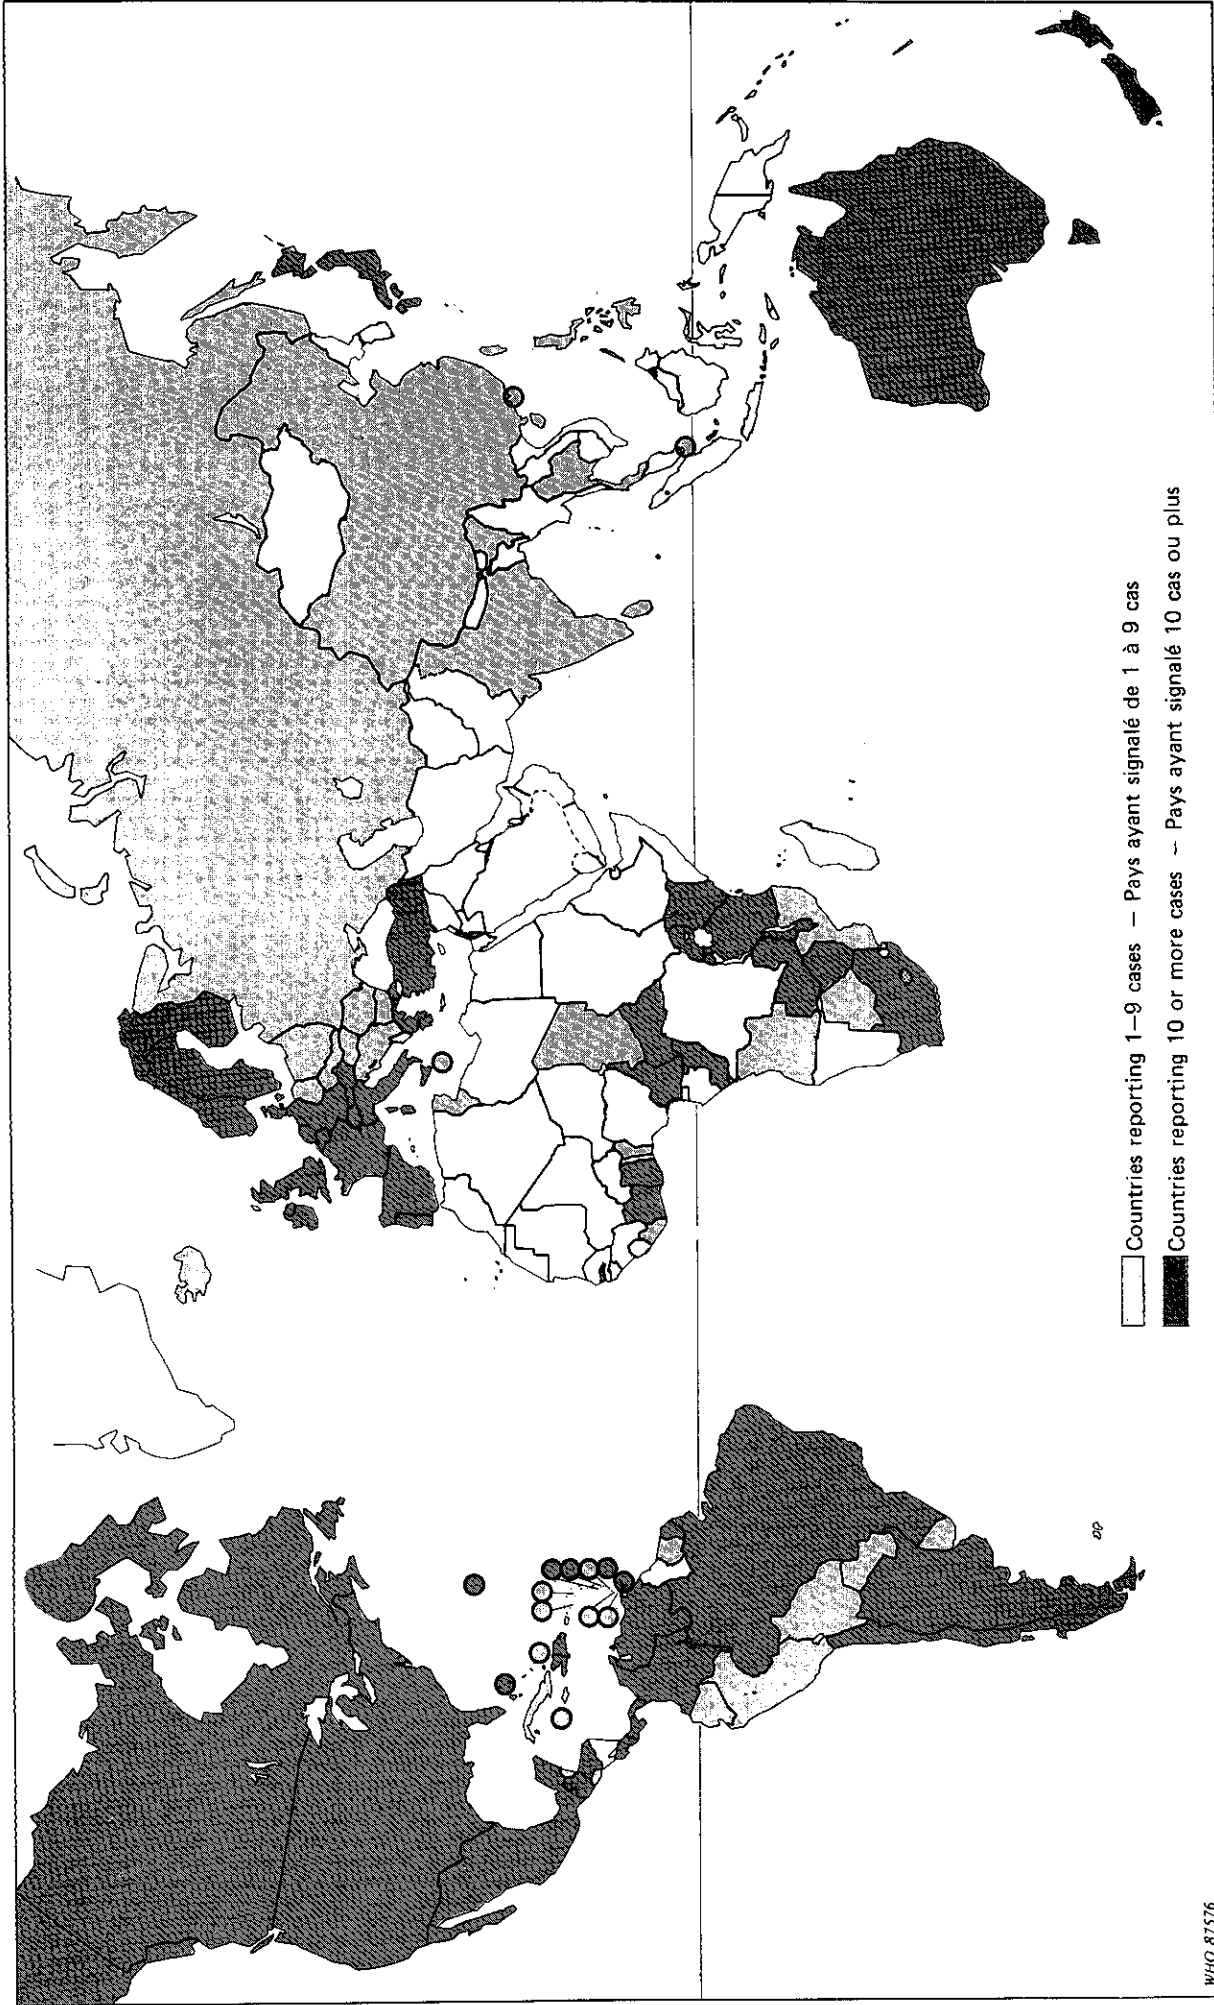 Countries reporting 1–9 cases – Pays ayant signalé de 1 à 9 cas
Countries reporting 10 or more cases – Pays ayant signalé 10 cas ou plus
WHO 87576